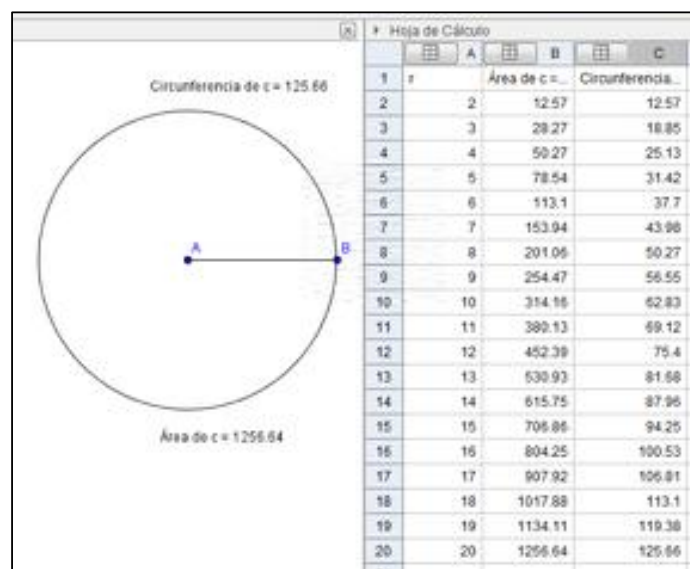 Hoja de Cálculo
A B C
1 r Área de c =... Circunferencia...
2 2 12.57 12.57
3 3 28.27 18.85
4 4 50.27 25.13
5 5 78.54 31.42
6 6 113.1 37.7
7 7 153.94 43.98
8 8 201.06 50.27
9 9 254.47 56.55
10 10 314.16 62.83
11 11 380.13 69.12
12 12 452.39 75.4
13 13 530.93 81.68
14 14 615.75 87.96
15 15 706.86 94.25
16 16 804.25 100.53
17 17 907.92 106.81
18 18 1017.88 113.1
19 19 1134.11 119.38
20 20 1256.64 125.66
Circunferencia de c = 125.66
A B
Área de c = 1256.64